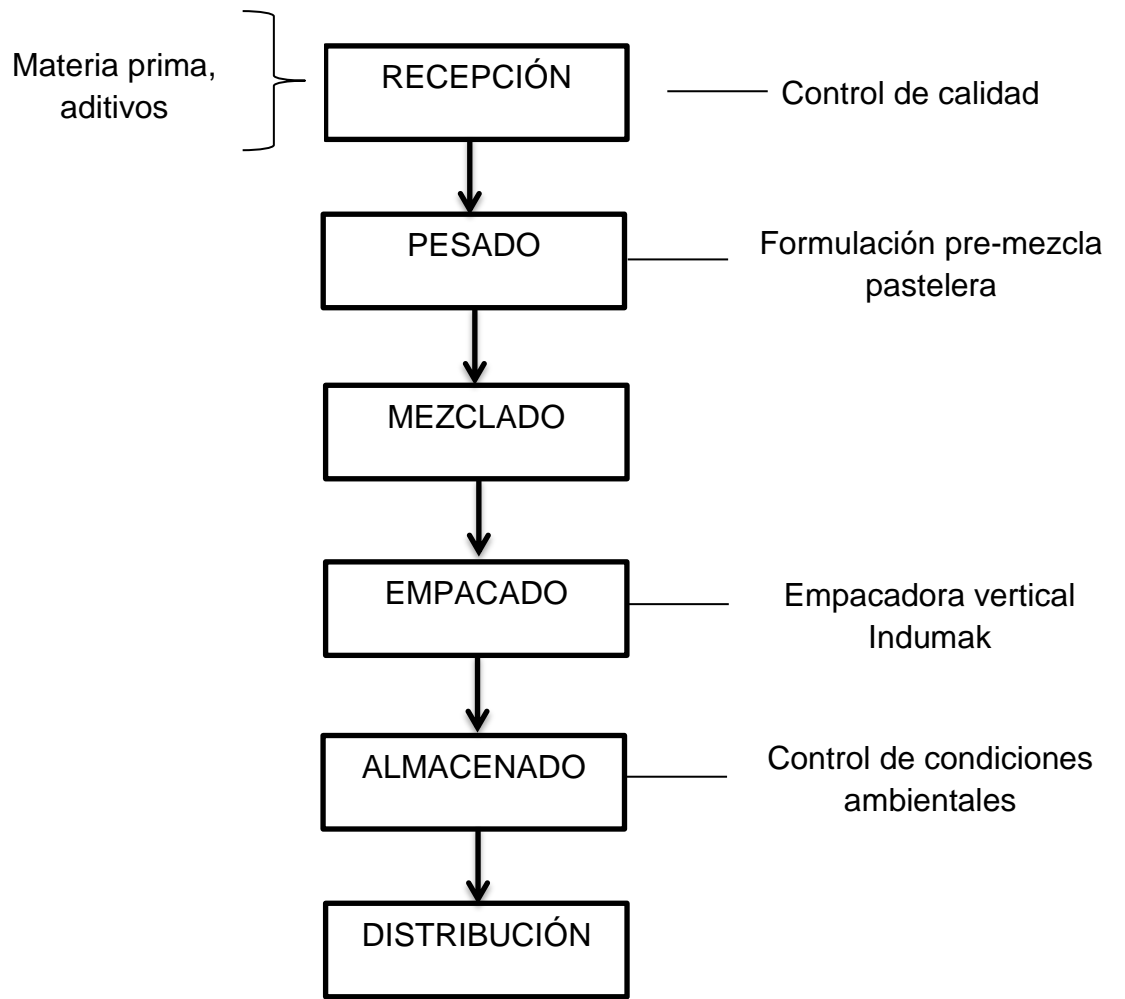 Materia prima,
aditivos
RECEPCIÓN
Control de calidad
PESADO
Formulación pre-mezcla
pastelera
MEZCLADO
EMPACADO
Empacadora vertical
Indumak
ALMACENADO
Control de condiciones
ambientales
DISTRIBUCIÓN